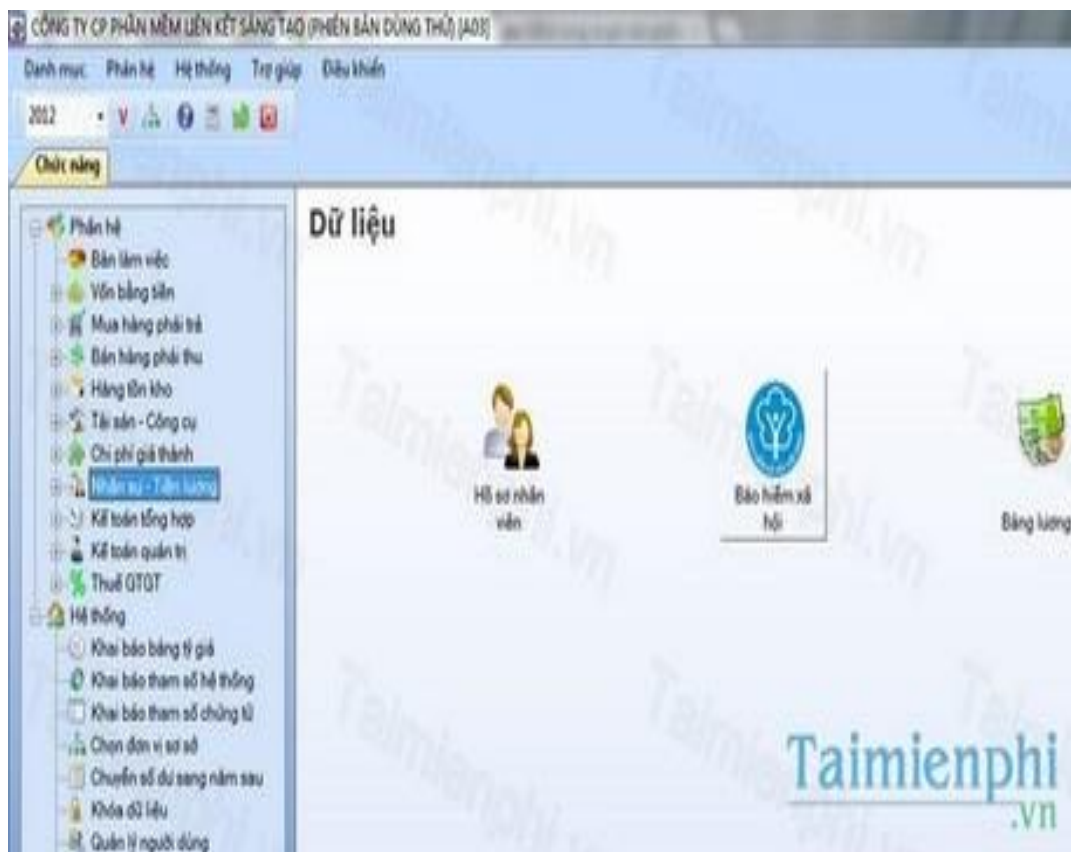 CÔNG TY CP PHẦN MỀM LIÊN KẾT SÁNG TẠO (PHIÊN BẢN DÙNG THỬ) [A03]
Danh mục Phân hệ Hệ thống Trợ giúp Điều khiển
2012
Chức năng
Phân hệ
Bàn làm việc
Vốn bằng tiền
Mua hàng phải trả
Bán hàng phải thu
Hàng tồn kho
Tài sản - Công cụ
Chi phí giá thành
Nhân sự - Tiền lương
Kế toán tổng hợp
Kế toán quản trị
Thuế GTGT
Hệ thống
Khai báo bảng tỷ giá
Khai báo tham số hệ thống
Khai báo tham số chứng từ
Chọn đơn vị cơ sở
Chuyển số dư sang năm sau
Khóa dữ liệu
Quản lý người dùng
Dữ liệu
Hồ sơ nhân
viên
Bảo hiểm xã
hội
Bảng lương
Taimienphi
.vn